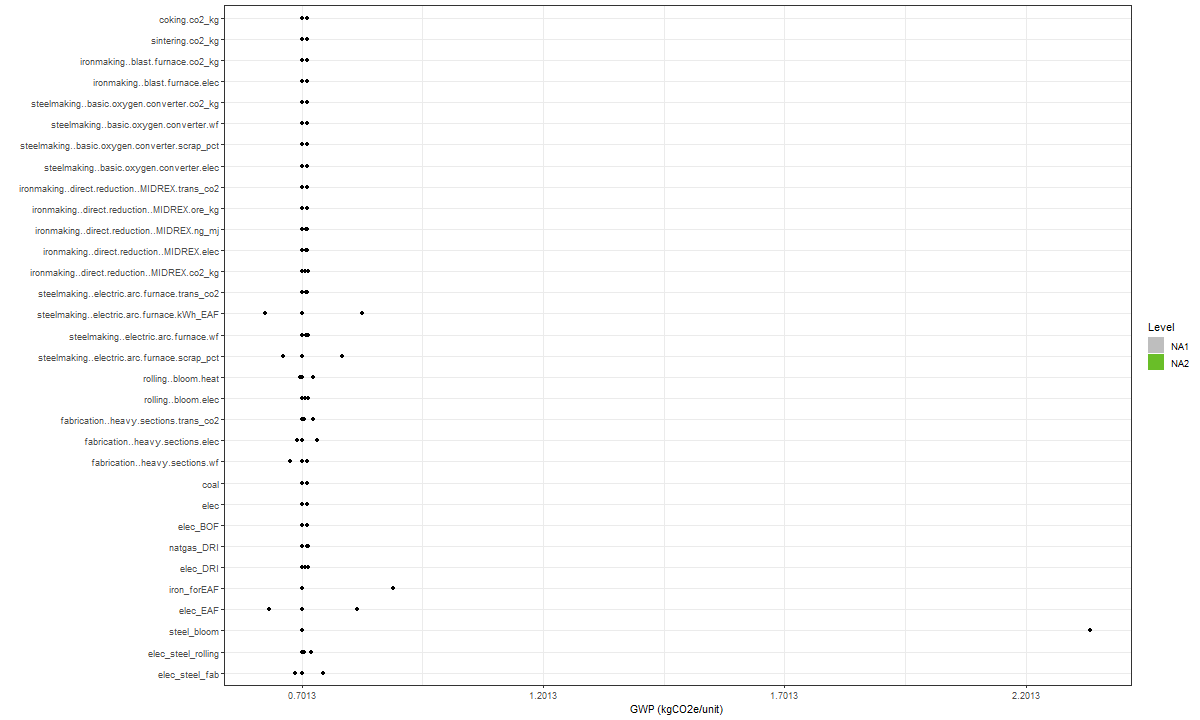 coking.co2_kg
sintering.co2_kg
ironmaking..blast.furnace.co2_kg
ironmaking..blast.furnace.elec
steelmaking..basic.oxygen.converter.co2_kg
steelmaking..basic.oxygen.converter.wf
steelmaking..basic.oxygen.converter.scrap_pct
steelmaking..basic.oxygen.converter.elec
ironmaking..direct.reduction..MIDREX.trans_co2
ironmaking..direct.reduction..MIDREX.ore_kg
ironmaking..direct.reduction..MIDREX.ng_mj
ironmaking..direct.reduction..MIDREX.elec
ironmaking..direct.reduction..MIDREX.co2_kg
steelmaking..electric.arc.furnace.trans_co2
steelmaking..electric.arc.furnace.kWh_EAF
steelmaking..electric.arc.furnace.wf
steelmaking..electric.arc.furnace.scrap_pct
rolling..bloom.heat
rolling..bloom.elec
fabrication..heavy.sections.trans_co2
fabrication..heavy.sections.elec
fabrication..heavy.sections.wf
coal
elec
elec_BOF
natgas_DRI
elec_DRI
iron_forEAF
elec_EAF
steel_bloom
elec_steel_rolling
elec_steel_fab
0.7013 1.2013 1.7013 2.2013
GWP (kgCO2e/unit)
Level
NA1
NA2